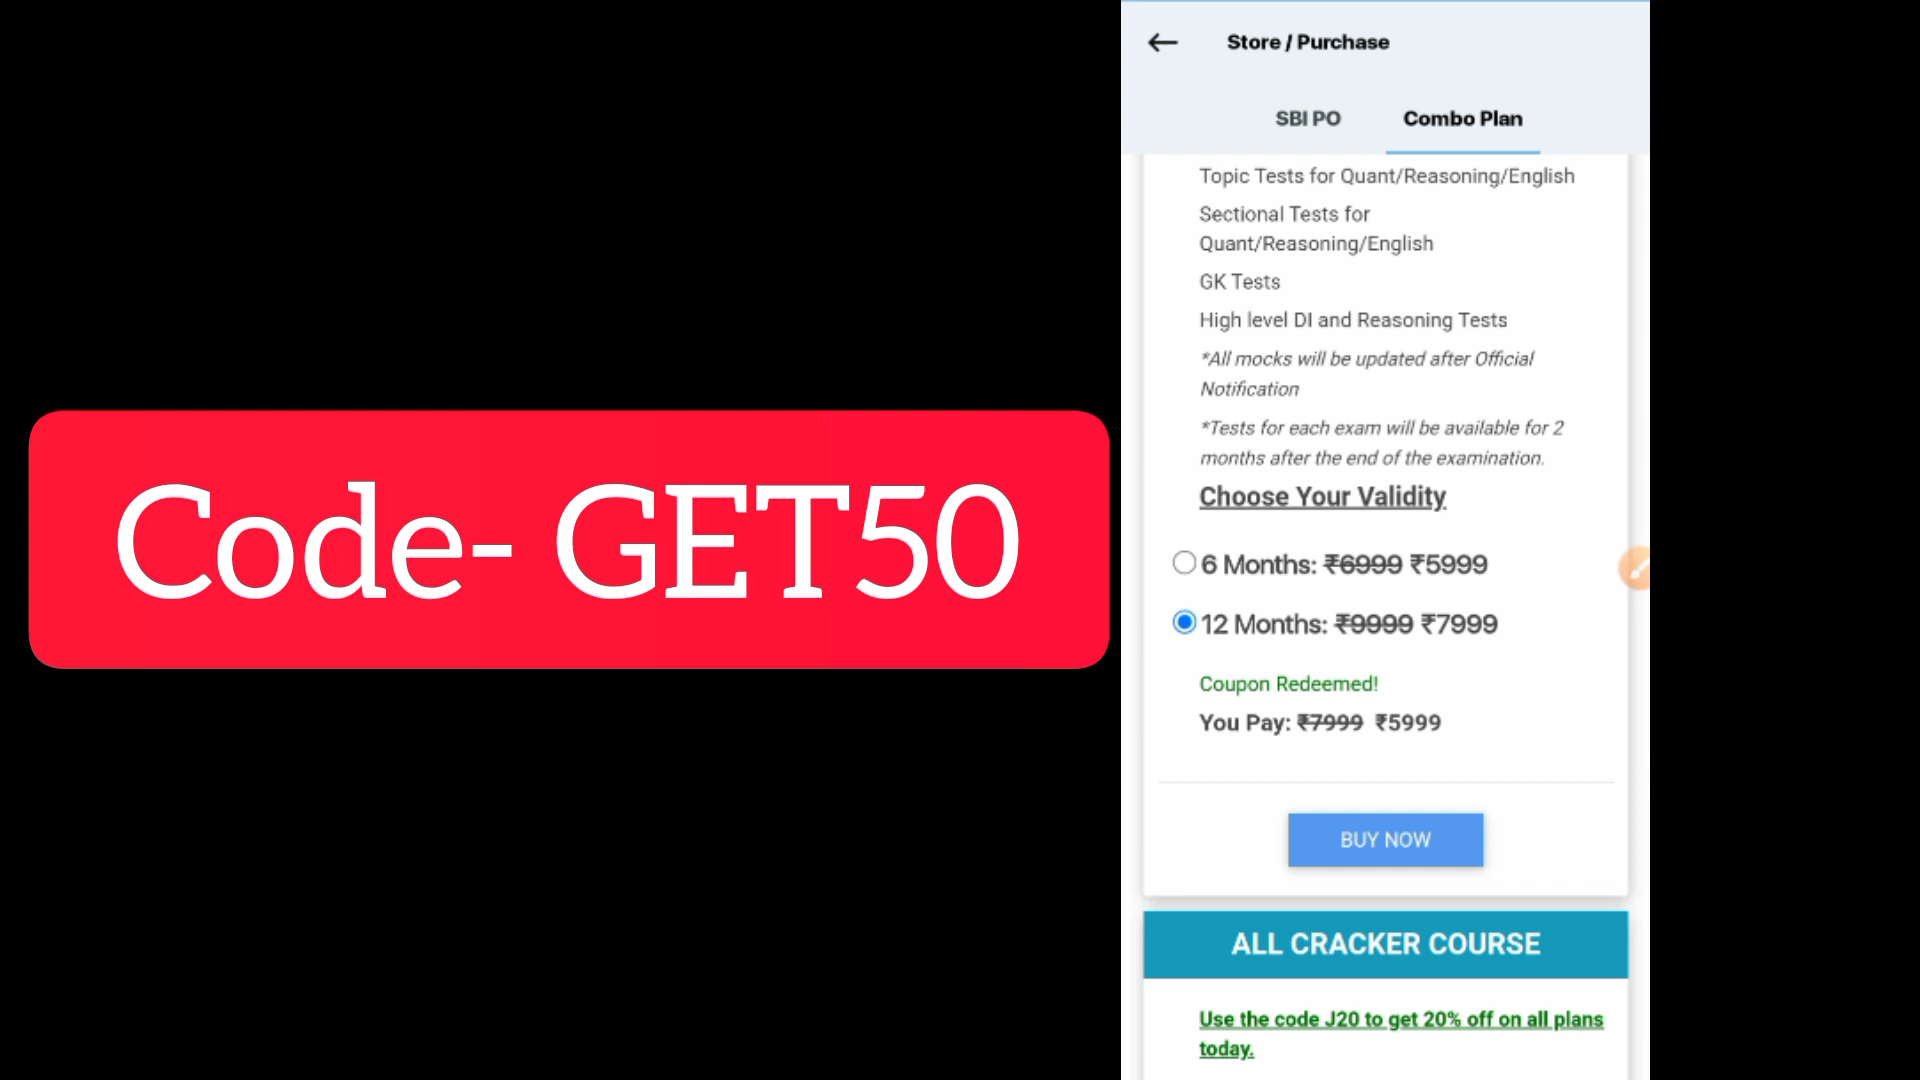 Code- GET50
Store / Purchase
SBI PO
Combo Plan
Topic Tests for Quant/Reasoning/English
Sectional Tests for
Quant/Reasoning/English
GK Tests
High level DI and Reasoning Tests
*All mocks will be updated after Official
Notification
*Tests for each exam will be available for 2
months after the end of the examination.
Choose Your Validity
6 Months: ₹6999 ₹5999
12 Months: ₹9999 ₹7999
Coupon Redeemed!
You Pay: ₹7999 ₹5999
BUY NOW
ALL CRACKER COURSE
Use the code J20 to get 20% off on all plans
today.